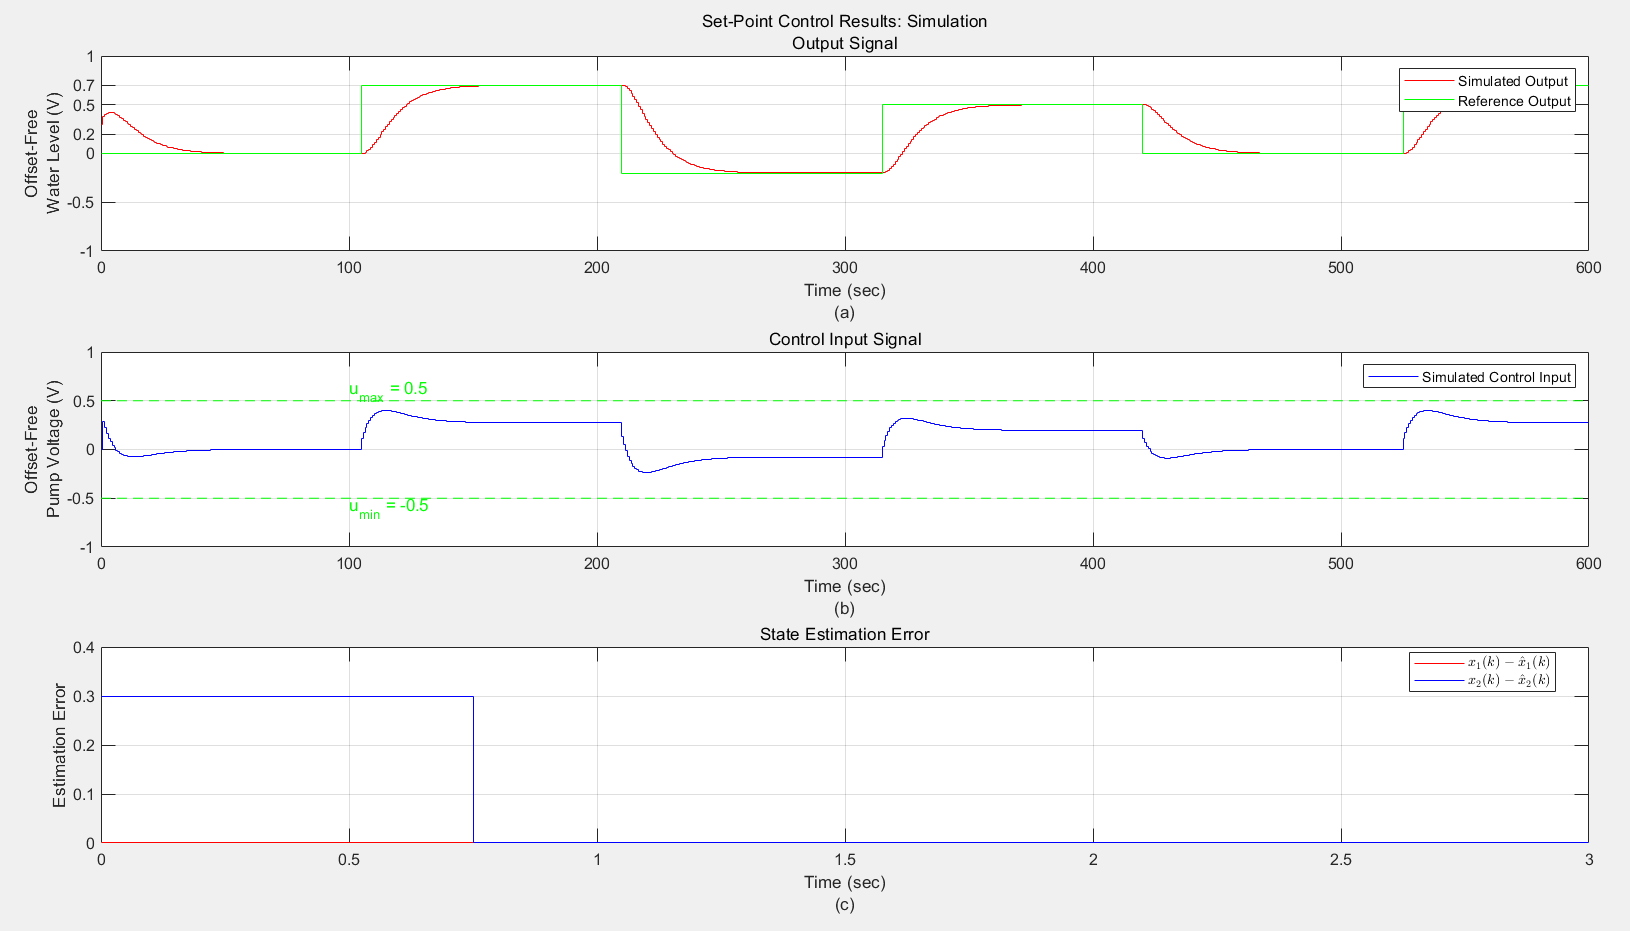 Set-Point Control Results: Simulation
Output Signal
Offset-Free
Water Level (V)
1
0.7
0.5
0.2
0
-0.5
-1
Simulated Output
Reference Output
0 100 200 300 400 500 600
Time (sec)
(a)
Control Input Signal
Offset-Free
Pump Voltage (V)
1
0.5
0
-0.5
-1
u_max = 0.5
u_min = -0.5
Simulated Control Input
0 100 200 300 400 500 600
Time (sec)
(b)
State Estimation Error
Estimation Error
0.4
0.3
0.2
0.1
0
x₁(k) − x̂₁(k)
x₂(k) − x̂₂(k)
0 0.5 1 1.5 2 2.5 3
Time (sec)
(c)